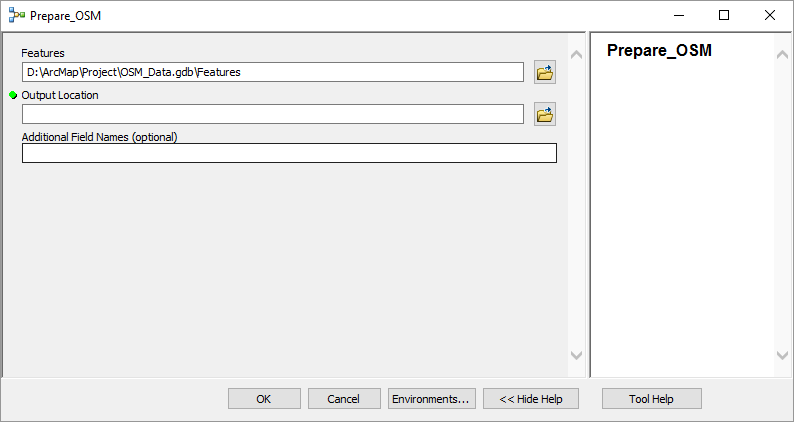 Prepare_OSM
Features
D:\ArcMap\Project\OSM_Data.gdb\Features
Output Location
Additional Field Names (optional)
Prepare_OSM
OK
Cancel
Environments...
<< Hide Help
Tool Help